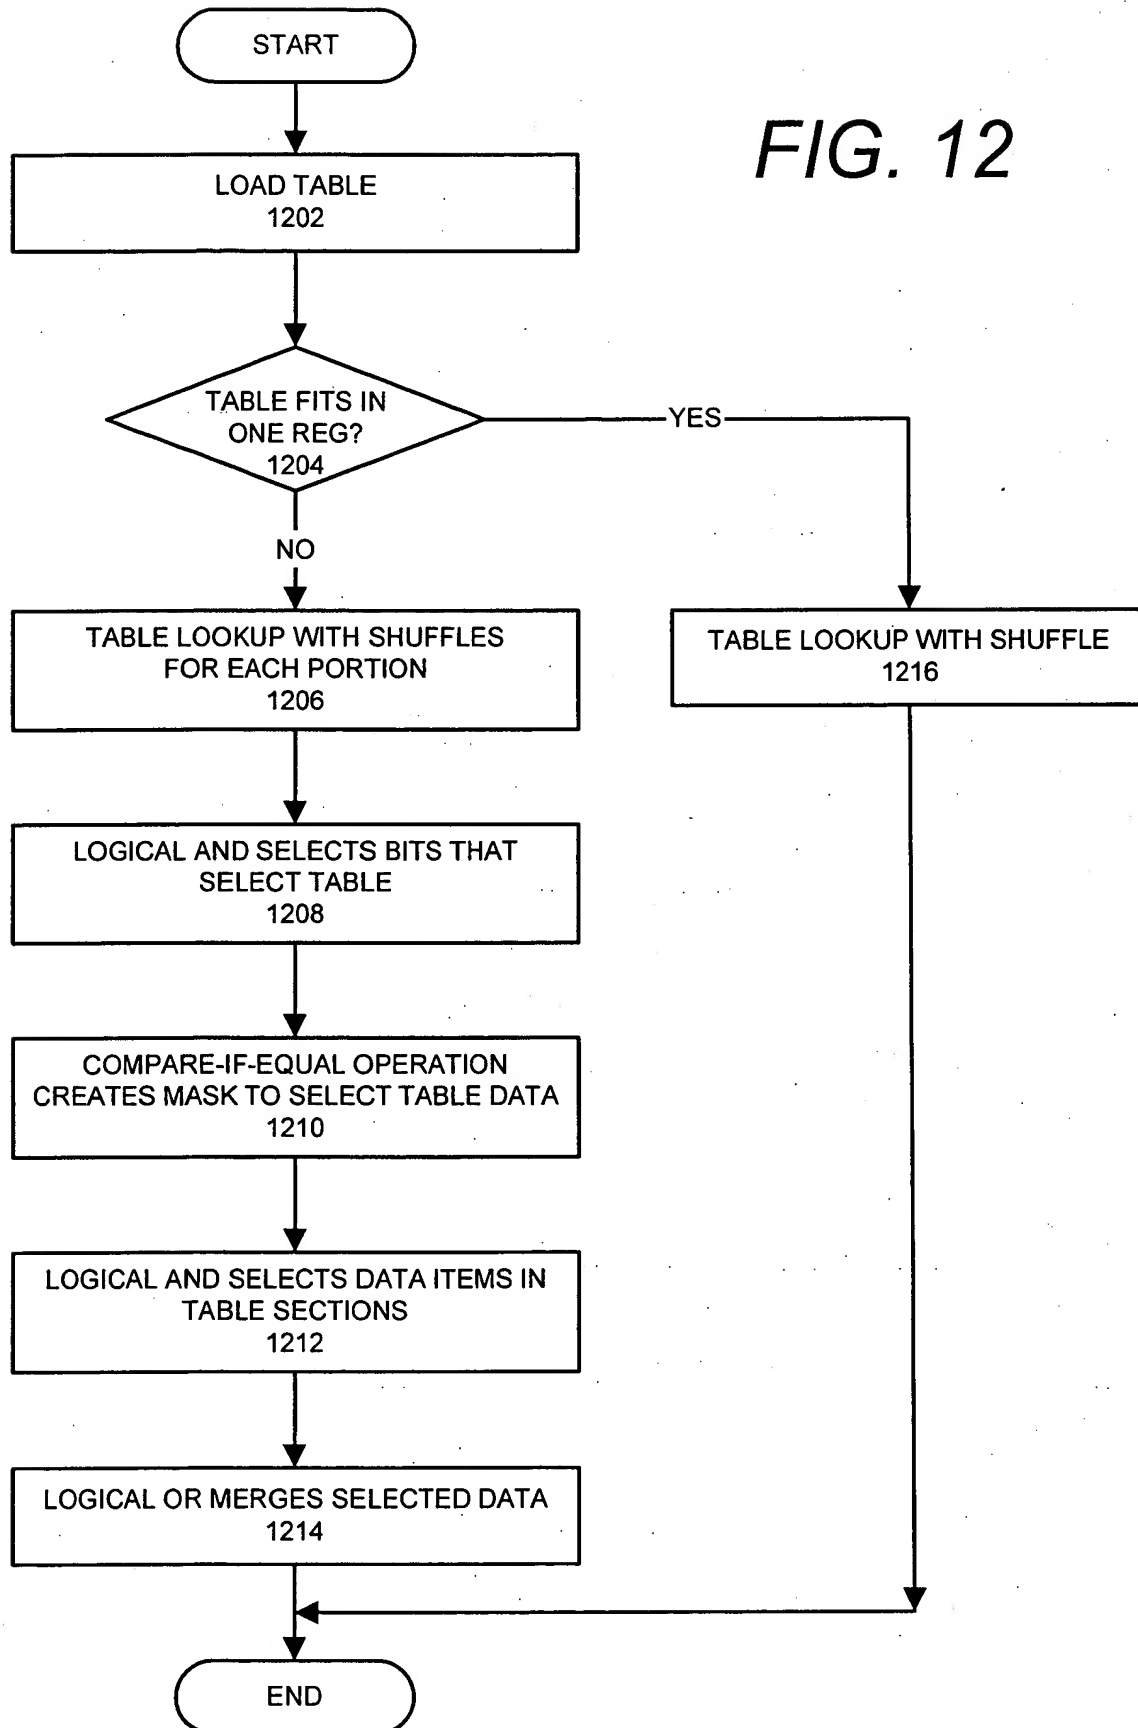 START
FIG. 12
LOAD TABLE
1202
TABLE FITS IN
ONE REG?
1204
YES
NO
TABLE LOOKUP WITH SHUFFLES
FOR EACH PORTION
1206
TABLE LOOKUP WITH SHUFFLE
1216
LOGICAL AND SELECTS BITS THAT
SELECT TABLE
1208
COMPARE-IF-EQUAL OPERATION
CREATES MASK TO SELECT TABLE DATA
1210
LOGICAL AND SELECTS DATA ITEMS IN
TABLE SECTIONS
1212
LOGICAL OR MERGES SELECTED DATA
1214
END